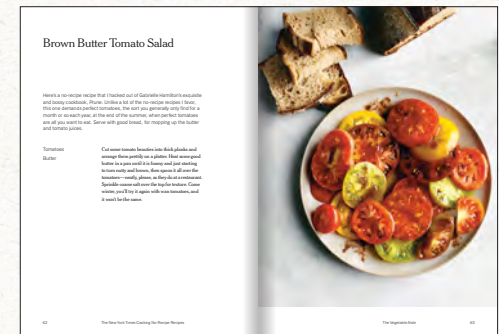 Brown Butter Tomato Salad
Here's a no-recipe recipe that I hacked out of Gabrielle Hamilton's exquisite
and bossy cookbook, Prune. Unlike a lot of the no-recipe recipes I favor,
this one demands perfect tomatoes, the sort you generally only find for a
month or so each year, at the end of the summer, when perfect tomatoes
are all you want to eat. Serve with good bread, for mopping up the butter
and tomato juices.
Tomatoes
Butter
Cut some tomato beauties into thick planks and
arrange them prettily on a platter. Heat some good
butter in a pan until it is foamy and just starting
to turn nutty and brown, then spoon it all over the
tomatoes—neatly, please, as they do at a restaurant.
Sprinkle coarse salt over the top for texture. Come
winter, you'll try it again with wan tomatoes, and
it won't be the same.
62
The New York Times Cooking No-Recipe Recipes
The Vegetable Aisle
63